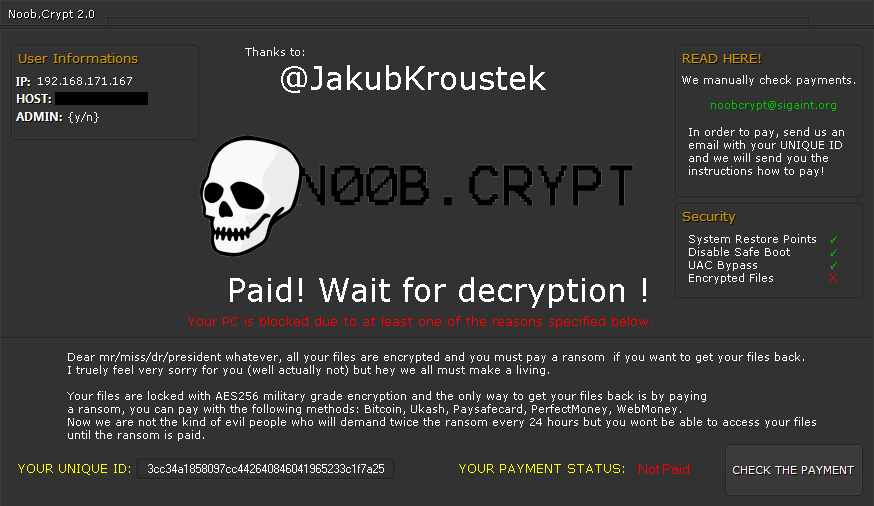 Noob.Crypt 2.0
User Informations
IP: 192.168.171.167
HOST:
ADMIN: {y/n}
Thanks to:
@JakubKroustek
N00B.CRYPT
Paid! Wait for decryption !
Your PC is blocked due to at least one of the reasons specified below.
READ HERE!
We manually check payments.
noobcrypt@sigaint.org
In order to pay, send us an
email with your UNIQUE ID
and we will send you the
instructions how to pay!
Security
System Restore Points ✓
Disable Safe Boot ✓
UAC Bypass ✓
Encrypted Files ✗
Dear mr/miss/dr/president whatever, all your files are encrypted and you must pay a ransom  if you want to get your files back.
I truely feel very sorry for you (well actually not) but hey we all must make a living.
Your files are locked with AES256 military grade encryption and the only way to get your files back is by paying
a ransom, you can pay with the following methods: Bitcoin, Ukash, Paysafecard, PerfectMoney, WebMoney.
Now we are not the kind of evil people who will demand twice the ransom every 24 hours but you wont be able to access your files
until the ransom is paid.
YOUR UNIQUE ID: 3cc34a1858097cc442640846041965233c1f7a25
YOUR PAYMENT STATUS: Not Paid
CHECK THE PAYMENT